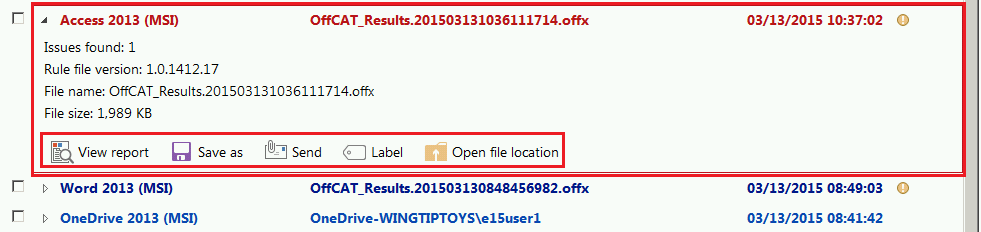 Access 2013 (MSI) OffCAT_Results.201503131036111714.offx 03/13/2015 10:37:02
Issues found: 1
Rule file version: 1.0.1412.17
File name: OffCAT_Results.201503131036111714.offx
File size: 1,989 KB
View report Save as Send Label Open file location
Word 2013 (MSI) OffCAT_Results.201503130848456982.offx 03/13/2015 08:49:03
OneDrive 2013 (MSI) OneDrive-WINGTIPTOYS\e15user1 03/13/2015 08:41:42